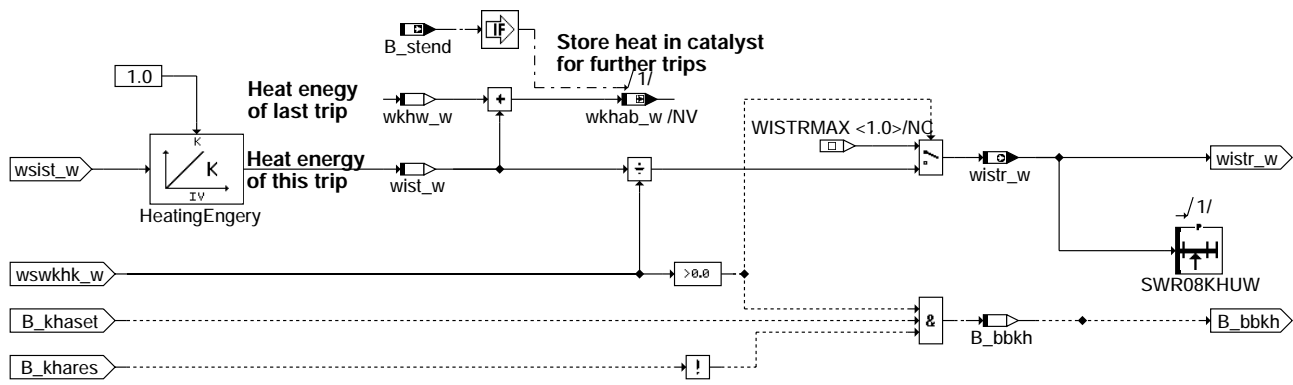 B_stend
IF
Store heat in catalyst
for further trips
/1/
1.0
Heat enegy
of last trip
wkhw_w
+
wkhab_w /NV
WISTRMAX <1.0>/NC
K
K
IV
HeatingEngery
wsist_w
Heat energy
of this trip
wist_w
÷
wistr_w
wistr_w
/1/
P
SWR08KHUW
wswkhk_w
>0.0
B_khaset
&
B_bbkh
B_bbkh
B_khares
!